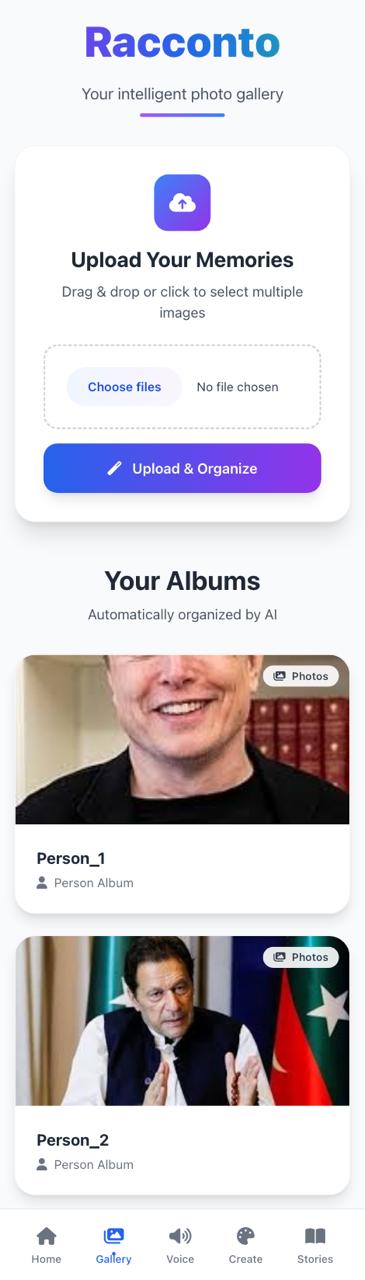 Racconto
Your intelligent photo gallery
Upload Your Memories
Drag & drop or click to select multiple
images
Choose files No file chosen
Upload & Organize
Your Albums
Automatically organized by AI
Photos
Person_1
Person Album
Photos
Person_2
Person Album
Home Gallery Voice Create Stories